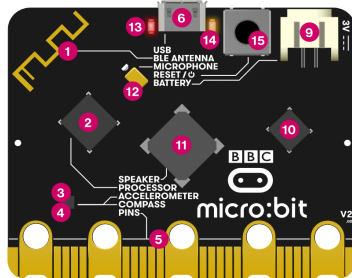 13
6
14
15
9
3V
1
USB
BLE ANTENNA
MICROPHONE
RESET /
BATTERY
12
2
11
10
BBC
micro:bit
SPEAKER
PROCESSOR
ACCELEROMETER
COMPASS
PINS
3
4
5